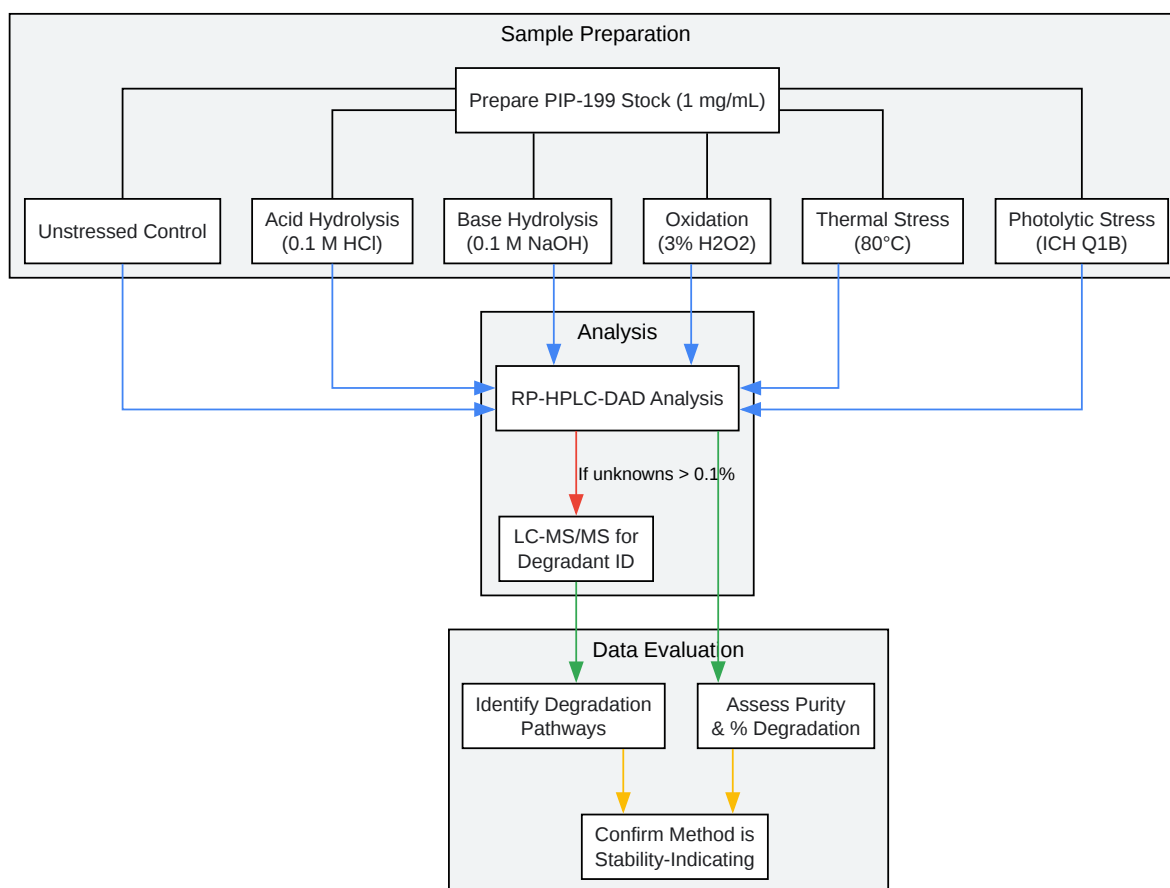 Sample Preparation
Prepare PIP-199 Stock (1 mg/mL)
Unstressed Control
Acid Hydrolysis
(0.1 M HCl)
Base Hydrolysis
(0.1 M NaOH)
Oxidation
(3% H2O2)
Thermal Stress
(80°C)
Photolytic Stress
(ICH Q1B)
Analysis
RP-HPLC-DAD Analysis
If unknowns > 0.1%
LC-MS/MS for
Degradant ID
Data Evaluation
Identify Degradation
Pathways
Assess Purity
& % Degradation
Confirm Method is
Stability-Indicating